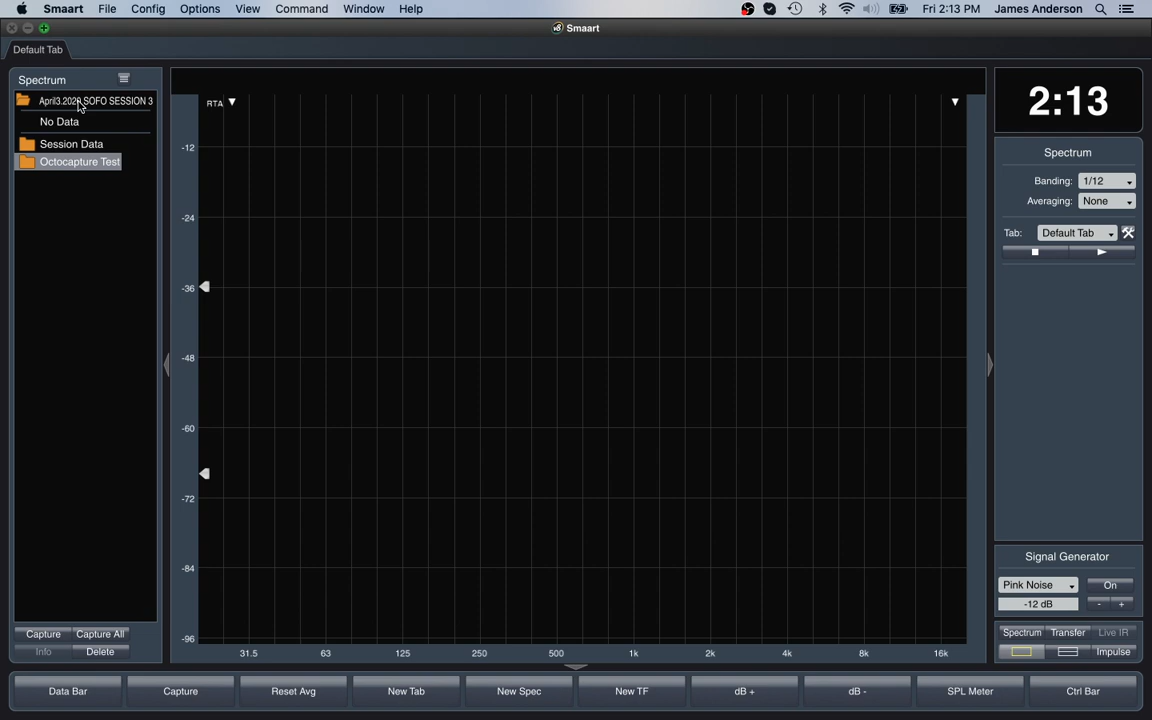 Smaart File Config Options View Command Window Help Fri 2:13 PM James Anderson
Smaart
Default Tab
Spectrum
April3.2020 SOFO SESSION 3
No Data
Session Data
Octocapture Test
Capture Capture All
Info Delete
RTA
-12
-24
-36
-48
-60
-72
-84
-96
31.5 63 125 250 500 1k 2k 4k 8k 16k
2:13
Spectrum
Banding: 1/12
Averaging: None
Tab: Default Tab
Signal Generator
Pink Noise On
-12 dB - +
Spectrum Transfer Live IR
Impulse
Data Bar Capture Reset Avg New Tab New Spec New TF dB + dB - SPL Meter Ctrl Bar